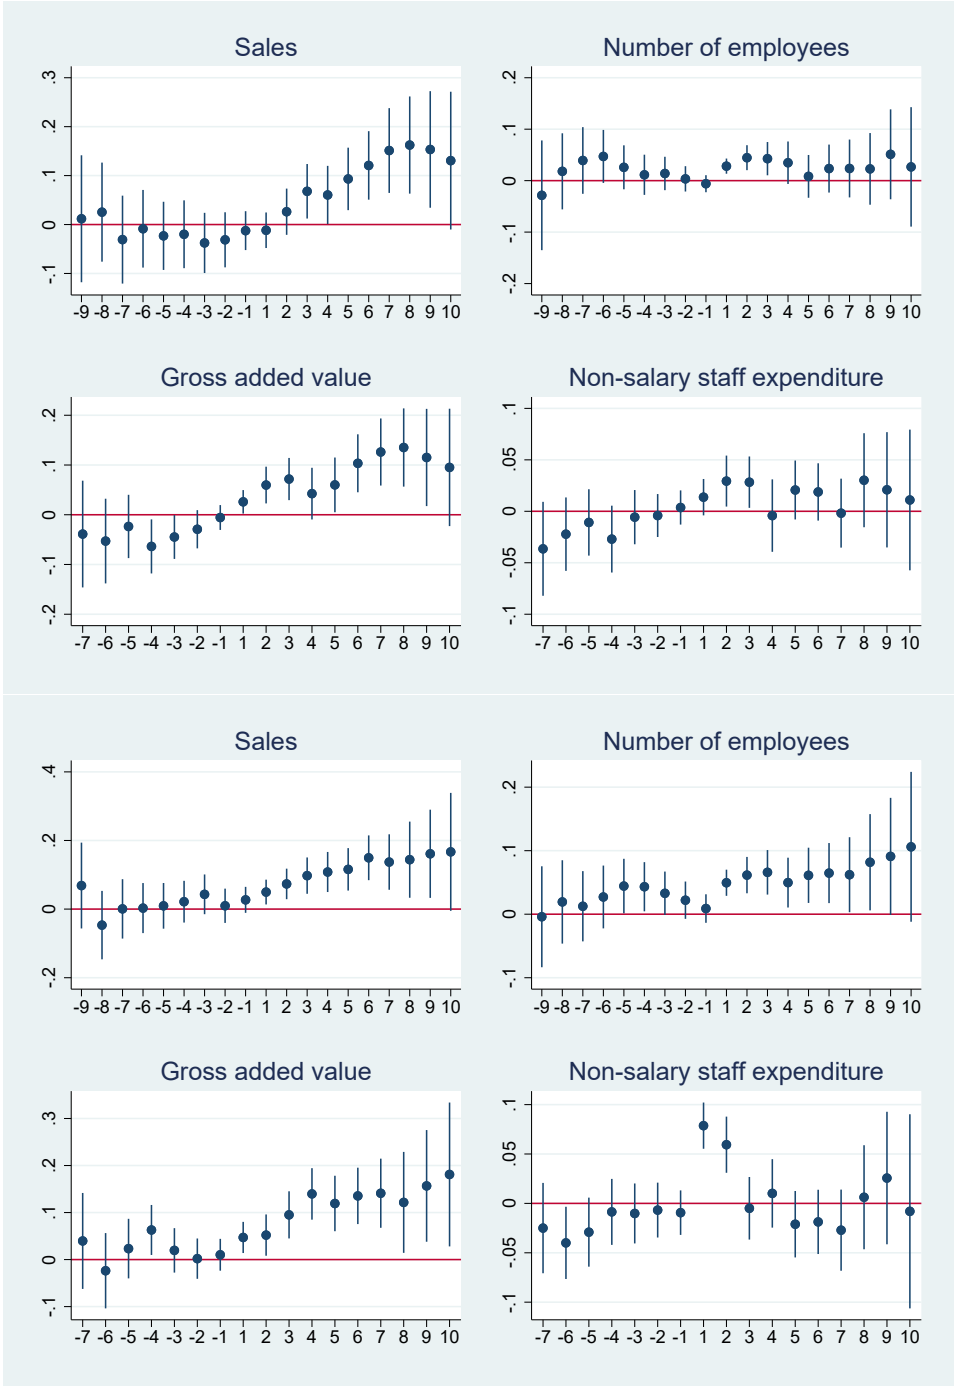 Sales
.3
.2
.1
0
-.1
-9 -8 -7 -6 -5 -4 -3 -2 -1 1 2 3 4 5 6 7 8 9 10
Number of employees
.2
.1
0
-.1
-.2
-9 -8 -7 -6 -5 -4 -3 -2 -1 1 2 3 4 5 6 7 8 9 10
Gross added value
.2
.1
0
-.1
-.2
-7 -6 -5 -4 -3 -2 -1 1 2 3 4 5 6 7 8 9 10
Non-salary staff expenditure
.1
.05
0
-.05
-.1
-7 -6 -5 -4 -3 -2 -1 1 2 3 4 5 6 7 8 9 10
Sales
.4
.2
0
-.2
-9 -8 -7 -6 -5 -4 -3 -2 -1 1 2 3 4 5 6 7 8 9 10
Number of employees
.2
.1
0
-.1
-9 -8 -7 -6 -5 -4 -3 -2 -1 1 2 3 4 5 6 7 8 9 10
Gross added value
.3
.2
.1
0
-.1
-7 -6 -5 -4 -3 -2 -1 1 2 3 4 5 6 7 8 9 10
Non-salary staff expenditure
.1
.05
0
-.05
-.1
-7 -6 -5 -4 -3 -2 -1 1 2 3 4 5 6 7 8 9 10